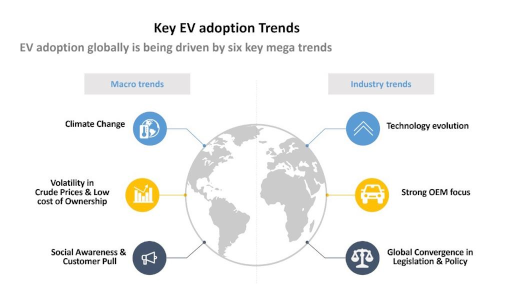 Key EV adoption Trends
EV adoption globally is being driven by six key mega trends
Macro trends
Industry trends
Climate Change
Technology evolution
Volatility in
Crude Prices & Low
cost of Ownership
Strong OEM focus
Social Awareness &
Customer Pull
Global Convergence in
Legislation & Policy